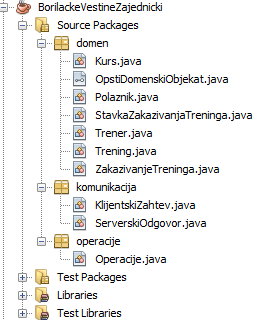 BorilackeVestineZajednicki
Source Packages
domen
Kurs.java
OpstiDomenskiObjekat.java
Polaznik.java
StavkaZakazivanjaTreninga.java
Trener.java
Trening.java
ZakazivanjeTreninga.java
komunikacija
KlijentskiZahtev.java
ServerskiOdgovor.java
operacije
Operacije.java
Test Packages
Libraries
Test Libraries